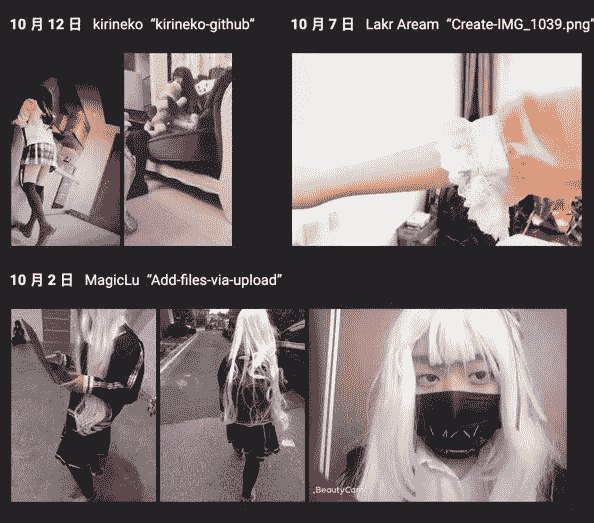 10 月 12 日 kirineko “kirineko-github”
10 月 7 日 Lakr Aream “Create-IMG_1039.png”
10 月 2 日 MagicLu “Add-files-via-upload”
BeautyCam